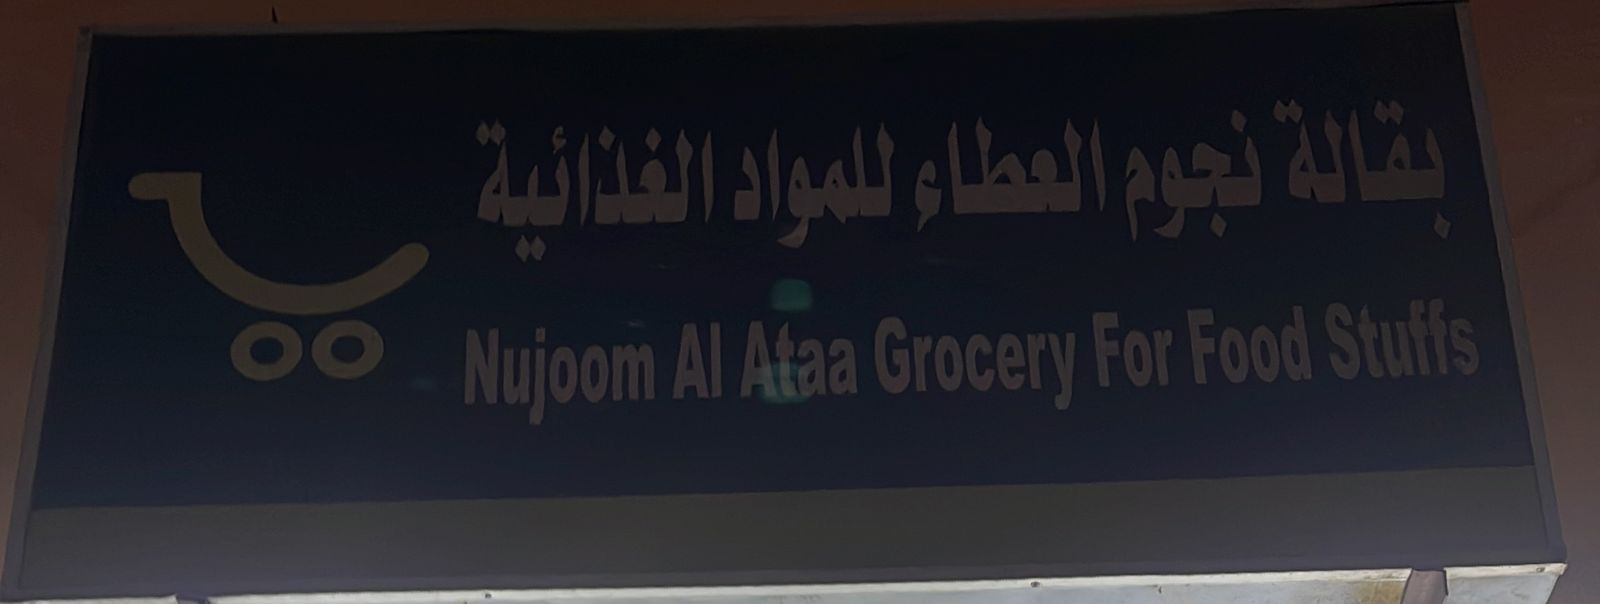 بقالة نجوم العطاء للمواد الغذائية
Nujoom Al Ataa Grocery For Food Stuffs